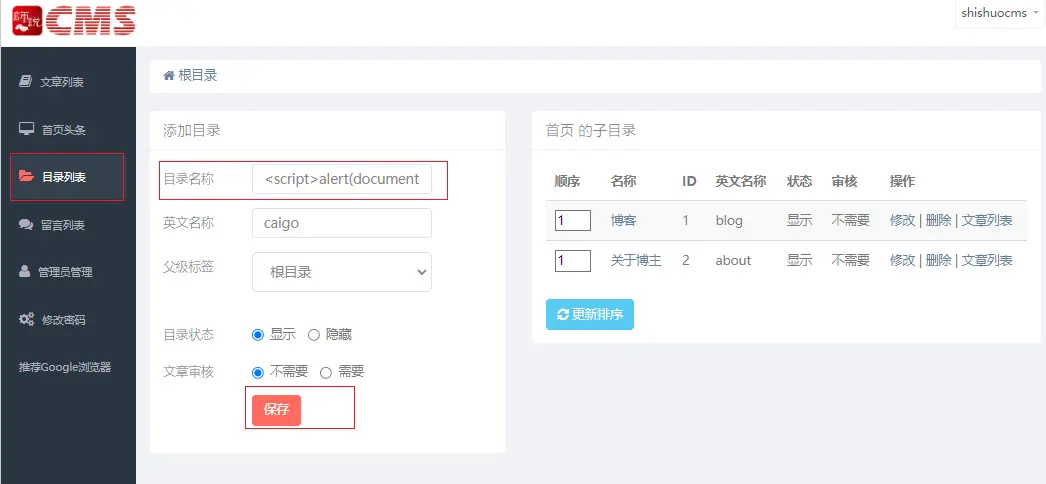 師説 CMS
shishuocms
文章列表
首页头条
目录列表
留言列表
管理员管理
修改密码
推荐Google浏览器
根目录
添加目录
目录名称 <script>alert(document
英文名称 caigo
父级标签 根目录
目录状态 显示 隐藏
文章审核 不需要 需要
保存
首页 的子目录
顺序 名称 ID 英文名称 状态 审核 操作
1 博客 1 blog 显示 不需要 修改 | 删除 | 文章列表
1 关于博主 2 about 显示 不需要 修改 | 删除 | 文章列表
更新排序